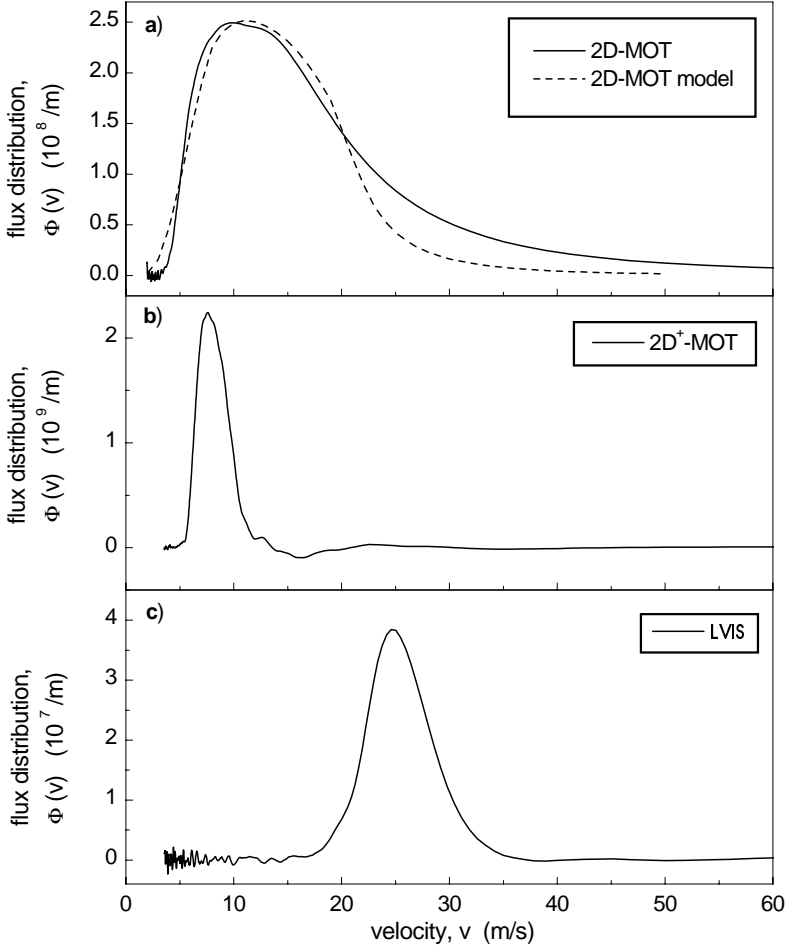 a)
2D-MOT
2D-MOT model
flux distribution,
Φ (v) (10⁸ /m)
2.5
2.0
1.5
1.0
0.5
0.0
b)
2D⁺-MOT
flux distribution,
Φ (v) (10⁹ /m)
2
1
0
c)
LVIS
flux distribution,
Φ (v) (10⁷ /m)
4
3
2
1
0
0 10 20 30 40 50 60
velocity, v (m/s)